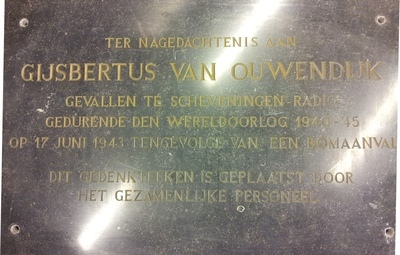 TER NAGEDACHTENIS AAN
GIJSBERTUS VAN OUWENDIJK
GEVALLEN TE SCHEVENINGEN-RADIO
GEDURENDE DEN WERELDOORLOG 1940-45
OP 17 JUNI 1943 TENGEVOLGE VAN EEN BOMAANVAL
DIT GEDENKTEEKEN IS GEPLAATST DOOR
HET GEZAMENLIJKE PERSONEEL